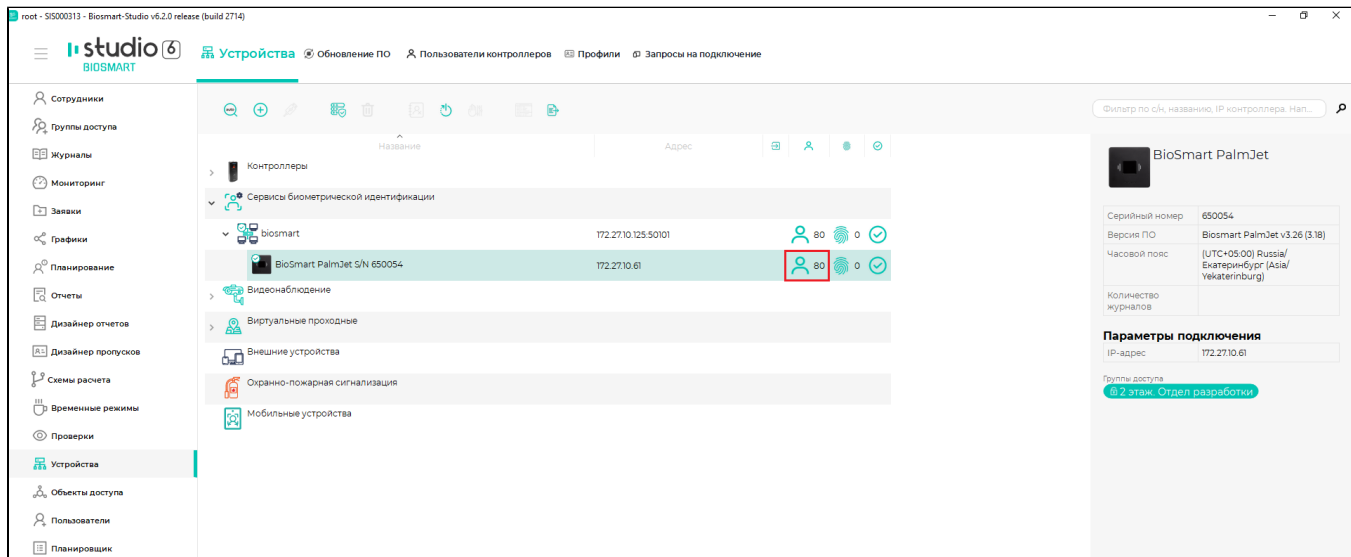 root - SIS000313 - Biosmart-Studio v6.2.0 release (build 2714)
studio 6
BIOSMART
Устройства
Обновление ПО
Пользователи контроллеров
Профили
Запросы на подключение
Сотрудники
Группы доступа
Журналы
Мониторинг
Заявки
Графики
Планирование
Отчеты
Дизайнер отчетов
Дизайнер пропусков
Схемы расчета
Временные режимы
Проверки
Устройства
Объекты доступа
Пользователи
Планировщик
Фильтр по с/н, названию, IP контроллера. Нап...
Название
Адрес
Контроллеры
Сервисы биометрической идентификации
biosmart
172.27.10.125:50101
80
0
BioSmart PalmJet S/N 650054
172.27.10.61
80
0
Видеонаблюдение
Виртуальные проходные
Внешние устройства
Охранно-пожарная сигнализация
Мобильные устройства
BioSmart PalmJet
Серийный номер
650054
Версия ПО
Biosmart PalmJet v3.26 (3.18)
Часовой пояс
(UTC+05:00) Russia/
Екатеринбург (Asia/
Yekaterinburg)
Количество
журналов
Параметры подключения
IP-адрес
172.27.10.61
Группы доступа
2 этаж. Отдел разработки